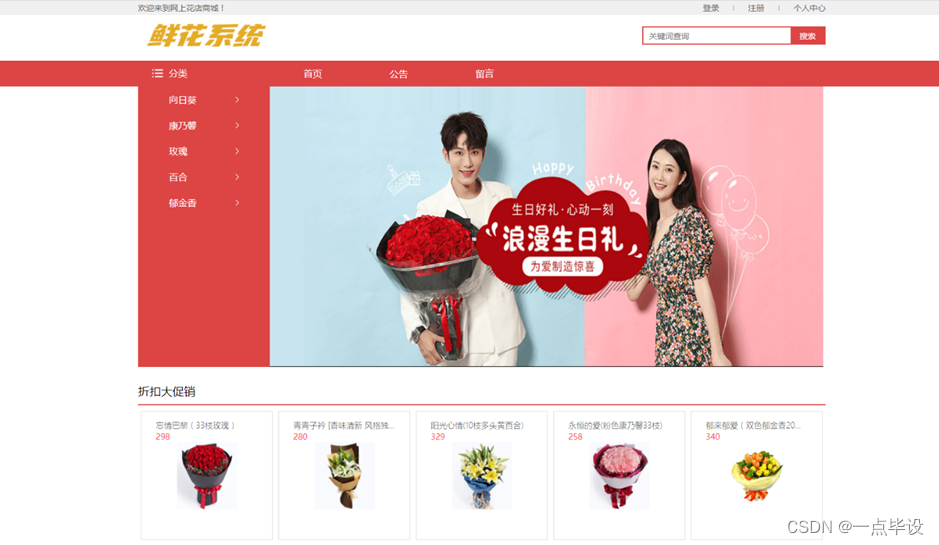 欢迎来到网上花店商城！
登录 | 注册 | 个人中心
鲜花系统
关键词查询 搜索
分类 首页 公告 留言
向日葵
康乃馨
玫瑰
百合
郁金香
Happy Birthday
生日好礼·心动一刻
浪漫生日礼
为爱制造惊喜
折扣大促销
忘情巴黎（33枝玫瑰）
298
青青子衿 [香味清新 风格独...
280
阳光心情(10枝多头黄百合)
329
永恒的爱(粉色康乃馨33枝)
258
郁来郁爱（双色郁金香20...
340
CSDN @一点毕设